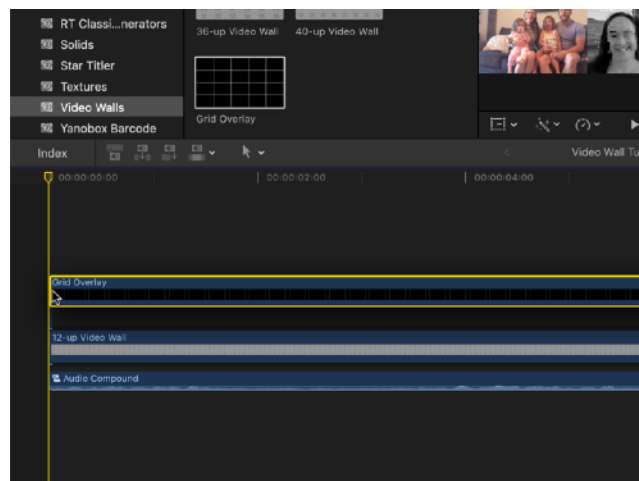 RT Classi...nerators
Solids
Star Titler
Textures
Video Walls
Yanobox Barcode
36-up Video Wall
40-up Video Wall
Grid Overlay
Index
Video Wall Tu
00:00:00:00
00:00:02:00
00:00:04:00
Grid Overlay
12-up Video Wall
Audio Compound